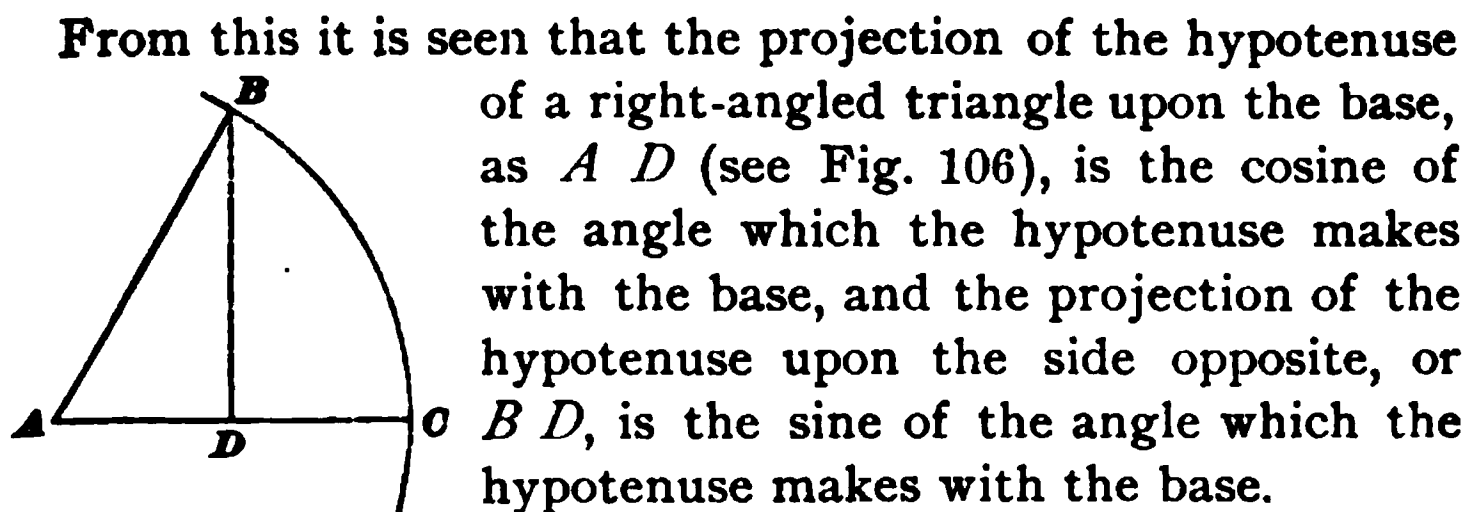 From this it is seen that the projection of the hypotenuse
of a right-angled triangle upon the base,
as A D (see Fig. 106), is the cosine of
the angle which the hypotenuse makes
with the base, and the projection of the
hypotenuse upon the side opposite, or
B D, is the sine of the angle which the
hypotenuse makes with the base.
B
A
D
C